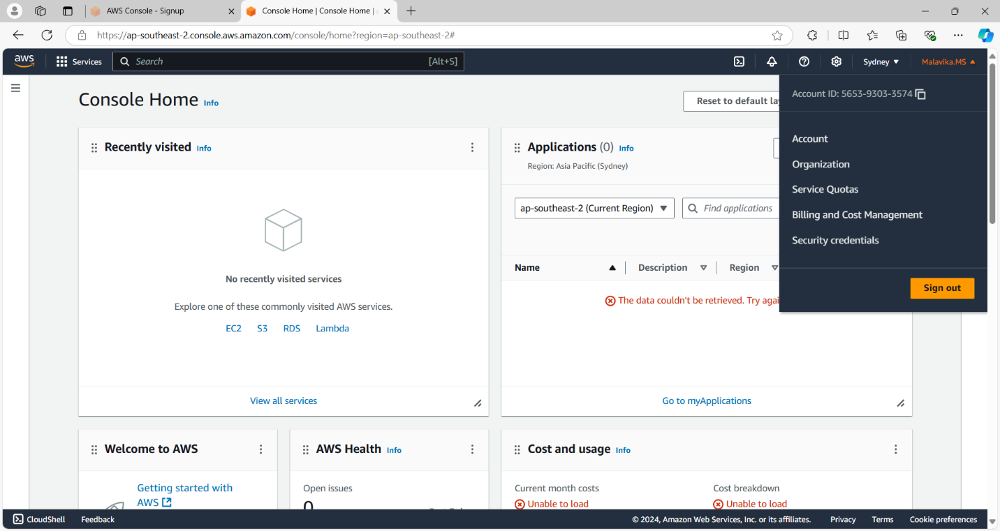 AWS Console - Signup
Console Home | Console Home |
https://ap-southeast-2.console.aws.amazon.com/console/home?region=ap-southeast-2#
aws
Services
Search
[Alt+S]
Sydney
Malavika.MS
Console Home Info
Reset to default la
Account ID: 5653-9303-3574
Account
Organization
Service Quotas
Billing and Cost Management
Security credentials
Sign out
Recently visited Info
No recently visited services
Explore one of these commonly visited AWS services.
EC2 S3 RDS Lambda
View all services
Applications (0) Info
Region: Asia Pacific (Sydney)
ap-southeast-2 (Current Region)
Find applications
Name Description Region
The data couldn't be retrieved. Try agai
Go to myApplications
Welcome to AWS
Getting started with
AWS
AWS Health Info
Open issues
0
Cost and usage Info
Current month costs
Unable to load
Cost breakdown
Unable to load
CloudShell Feedback
© 2024, Amazon Web Services, Inc. or its affiliates. Privacy Terms Cookie preferences